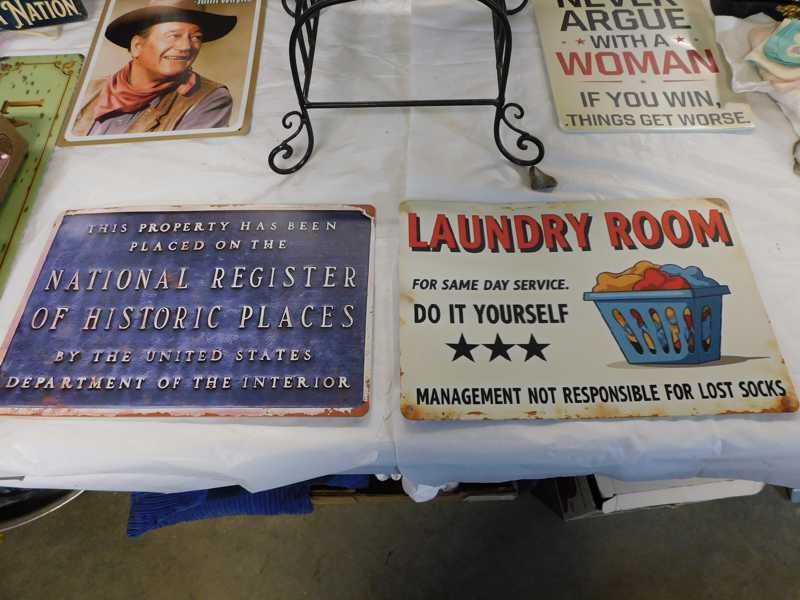 NATION
John Wayne
NEVER
ARGUE
WITH A
WOMAN
IF YOU WIN,
THINGS GET WORSE.
THIS PROPERTY HAS BEEN
PLACED ON THE
NATIONAL REGISTER
OF HISTORIC PLACES
BY THE UNITED STATES
DEPARTMENT OF THE INTERIOR
LAUNDRY ROOM
FOR SAME DAY SERVICE.
DO IT YOURSELF
MANAGEMENT NOT RESPONSIBLE FOR LOST SOCKS